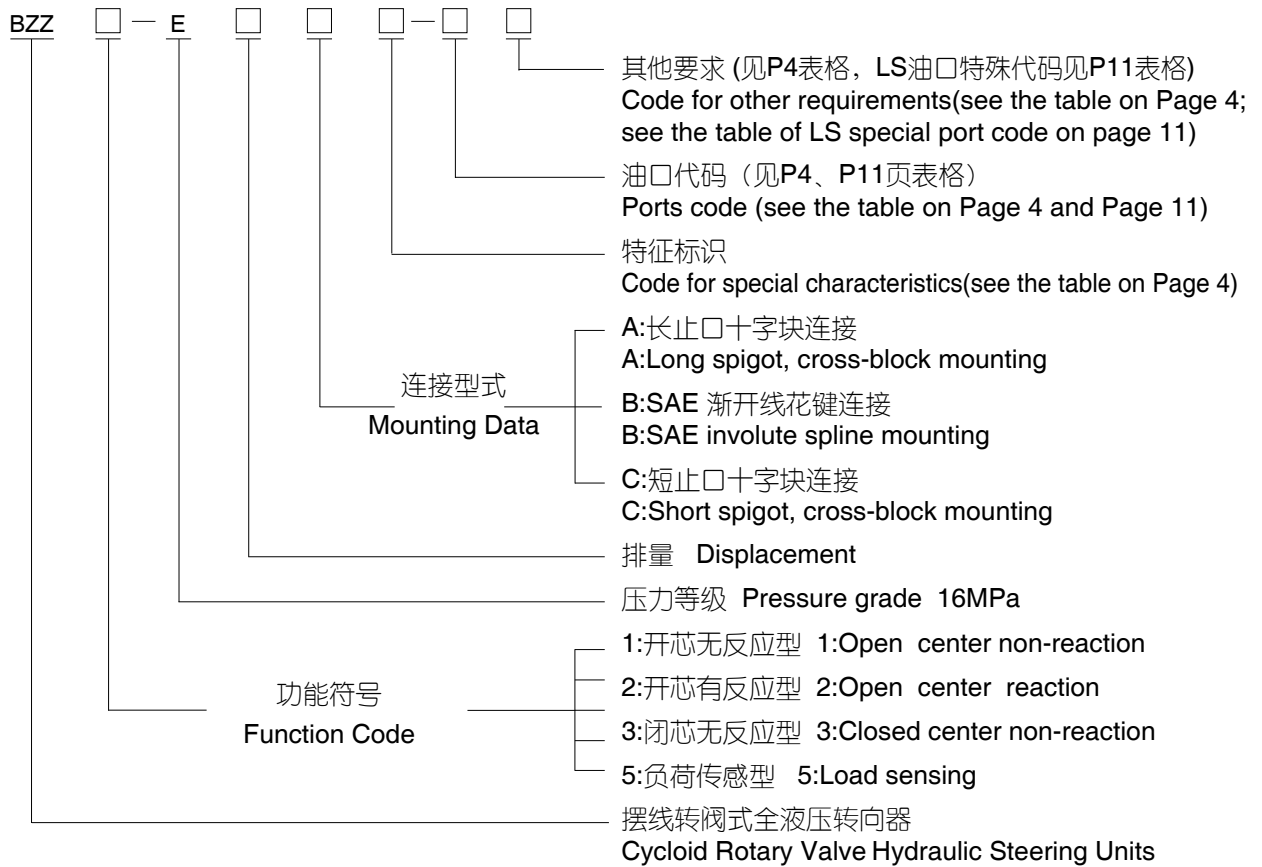 BZZ □ — E □ □ □ — □ □
其他要求 (见P4表格，LS油口特殊代码见P11表格)
Code for other requirements(see the table on Page 4;
see the table of LS special port code on page 11)
油口代码（见P4、P11页表格）
Ports code (see the table on Page 4 and Page 11)
特征标识
Code for special characteristics(see the table on Page 4)
连接型式
Mounting Data
A:长止口十字块连接
A:Long spigot, cross-block mounting
B:SAE 渐开线花键连接
B:SAE involute spline mounting
C:短止口十字块连接
C:Short spigot, cross-block mounting
排量 Displacement
压力等级 Pressure grade 16MPa
功能符号
Function Code
1:开芯无反应型 1:Open center non-reaction
2:开芯有反应型 2:Open center reaction
3:闭芯无反应型 3:Closed center non-reaction
5:负荷传感型 5:Load sensing
摆线转阀式全液压转向器
Cycloid Rotary Valve Hydraulic Steering Units